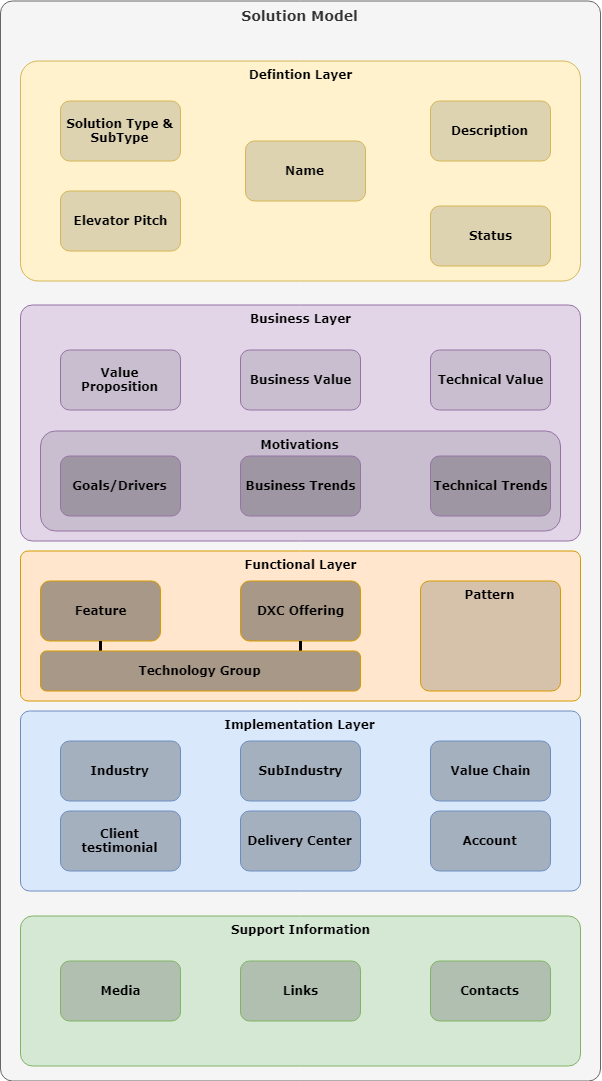 Solution Model
Defintion Layer
Solution Type &
SubType
Name
Description
Elevator Pitch
Status
Business Layer
Value
Proposition
Business Value
Technical Value
Motivations
Goals/Drivers
Business Trends
Technical Trends
Functional Layer
Feature
DXC Offering
Pattern
Technology Group
Implementation Layer
Industry
SubIndustry
Value Chain
Client
testimonial
Delivery Center
Account
Support Information
Media
Links
Contacts